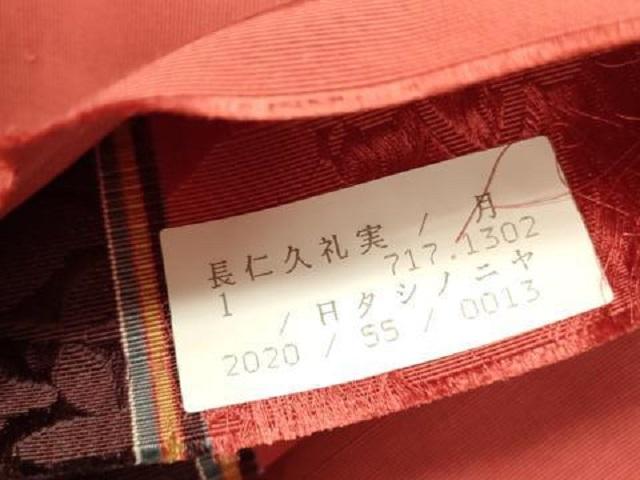 長仁久礼実 / 月
1 717.1302
/ 日タシノニヤ
2020 / 55 / 0013